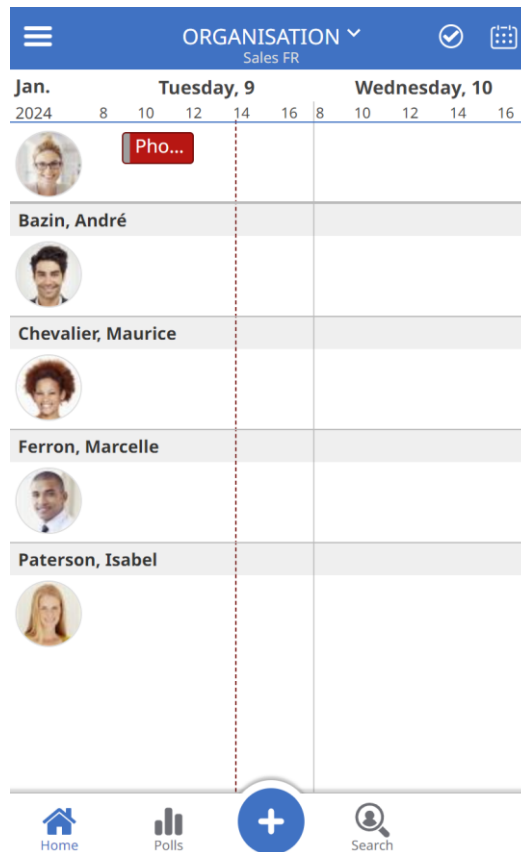 ORGANISATION
Sales FR
Jan. Tuesday, 9 Wednesday, 10
2024 8 10 12 14 16 8 10 12 14 16
Pho...
Bazin, André
Chevalier, Maurice
Ferron, Marcelle
Paterson, Isabel
Home Polls + Search